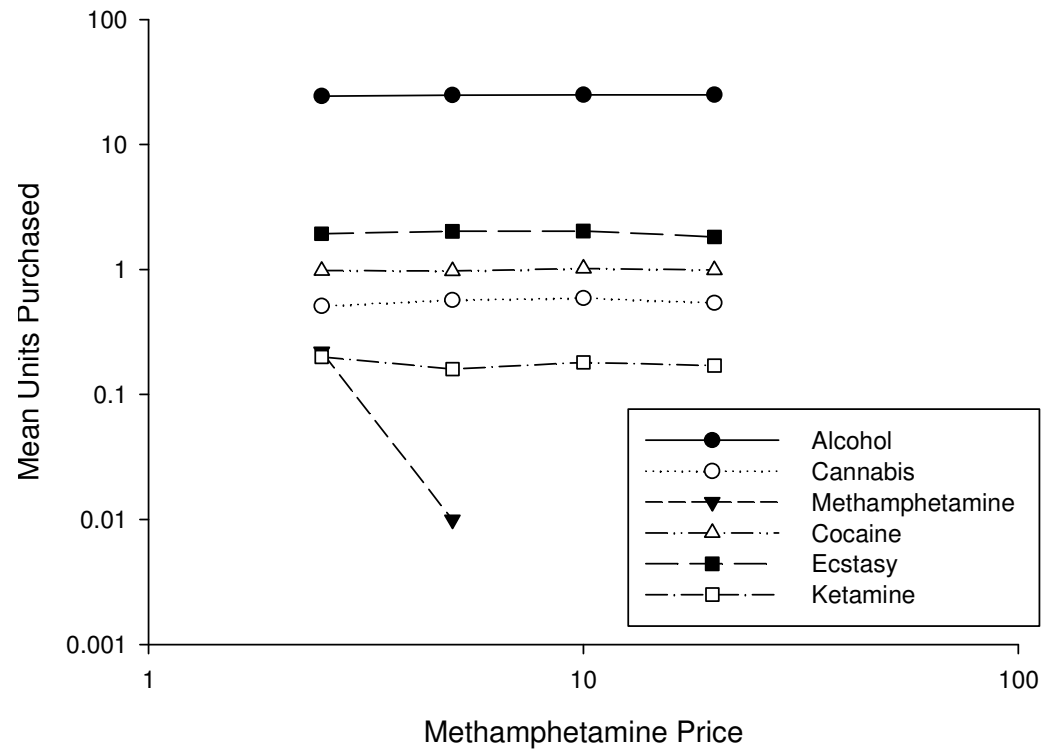 100
10
1
0.1
0.01
0.001
Mean Units Purchased
Alcohol
Cannabis
Methamphetamine
Cocaine
Ecstasy
Ketamine
1 10 100
Methamphetamine Price